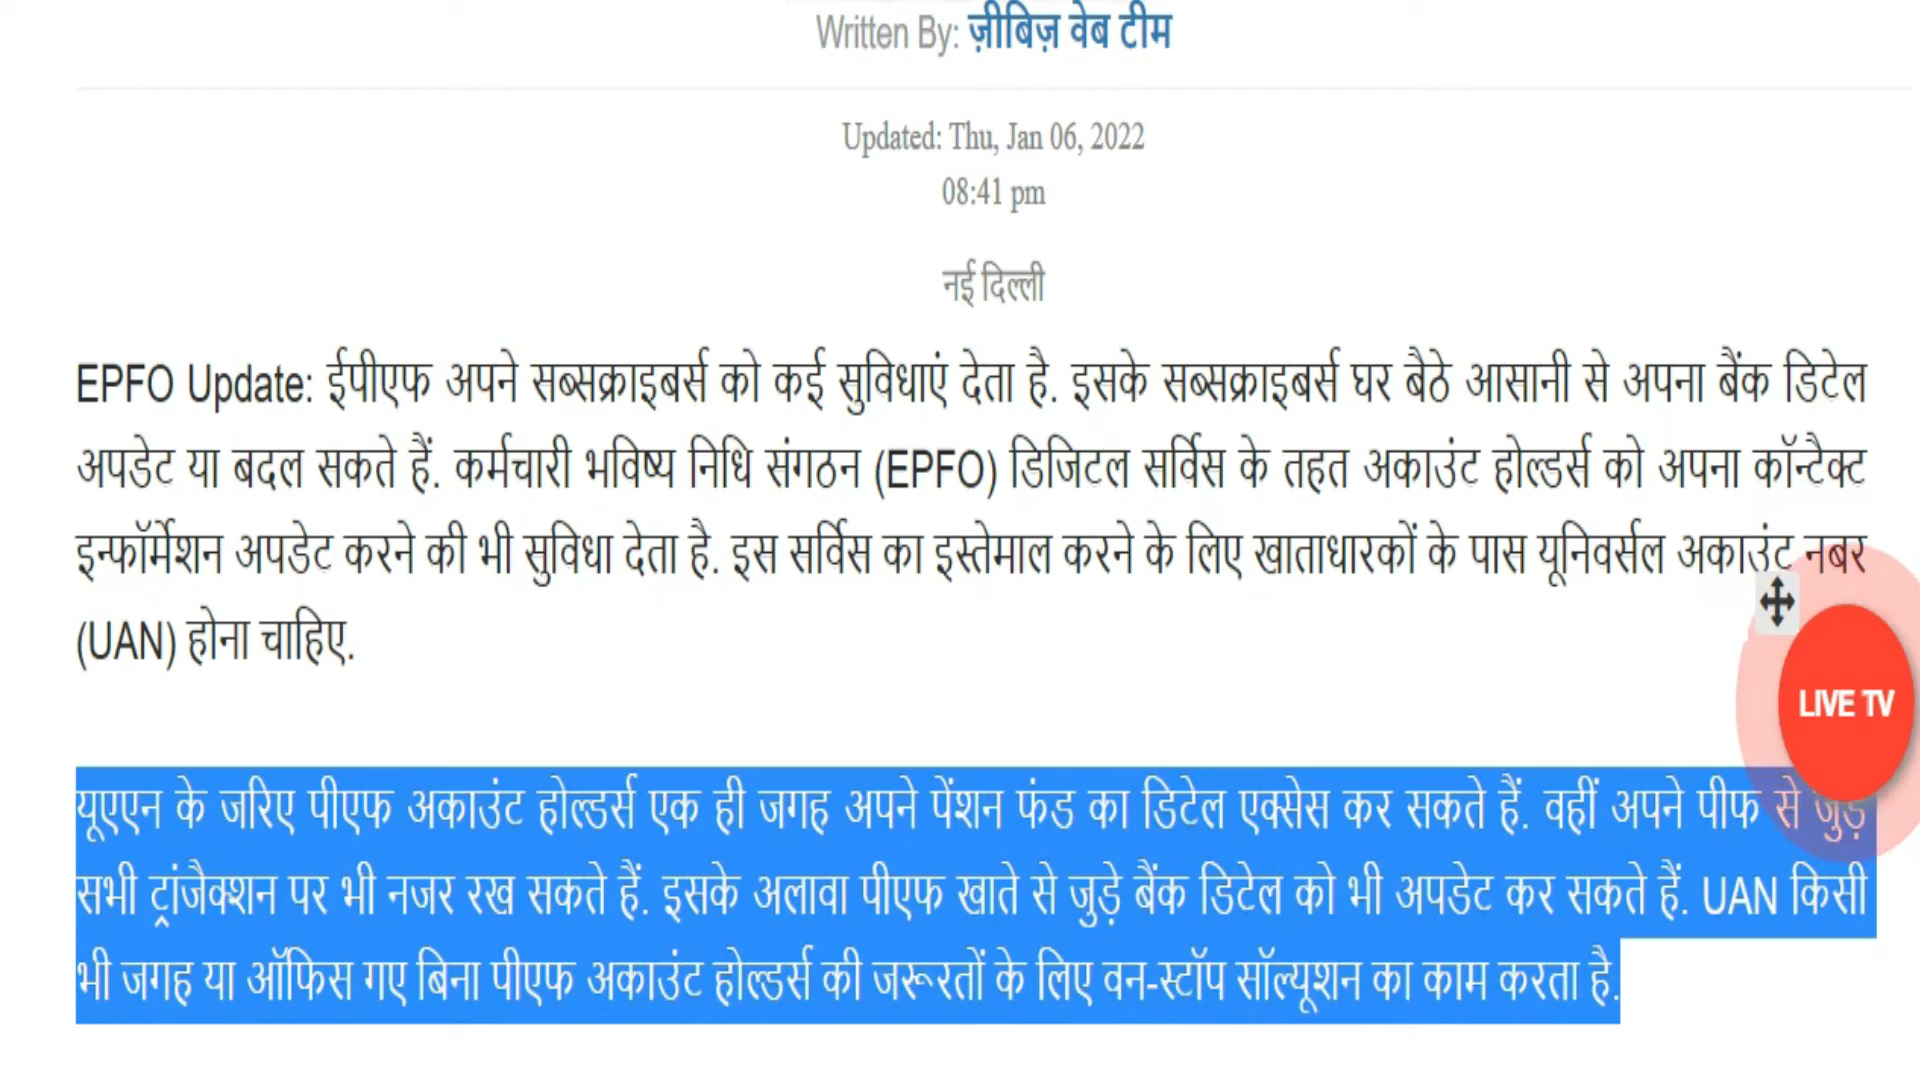 Written By: ज़ीबिज़ वेब टीम
Updated: Thu, Jan 06, 2022
08:41 pm
नई दिल्ली
EPFO Update: ईपीएफ अपने सब्सक्राइबर्स को कई सुविधाएं देता है. इसके सब्सक्राइबर्स घर बैठे आसानी से अपना बैंक डिटेल
अपडेट या बदल सकते हैं. कर्मचारी भविष्य निधि संगठन (EPFO) डिजिटल सर्विस के तहत अकाउंट होल्डर्स को अपना कॉन्टैक्ट
इन्फॉर्मेशन अपडेट करने की भी सुविधा देता है. इस सर्विस का इस्तेमाल करने के लिए खाताधारकों के पास यूनिवर्सल अकाउंट नबर
(UAN) होना चाहिए.
LIVE TV
यूएएन के जरिए पीएफ अकाउंट होल्डर्स एक ही जगह अपने पेंशन फंड का डिटेल एक्सेस कर सकते हैं. वहीं अपने पीफ से जुड़े
सभी ट्रांजैक्शन पर भी नजर रख सकते हैं. इसके अलावा पीएफ खाते से जुड़े बैंक डिटेल को भी अपडेट कर सकते हैं. UAN किसी
भी जगह या ऑफिस गए बिना पीएफ अकाउंट होल्डर्स की जरूरतों के लिए वन-स्टॉप सॉल्यूशन का काम करता है.